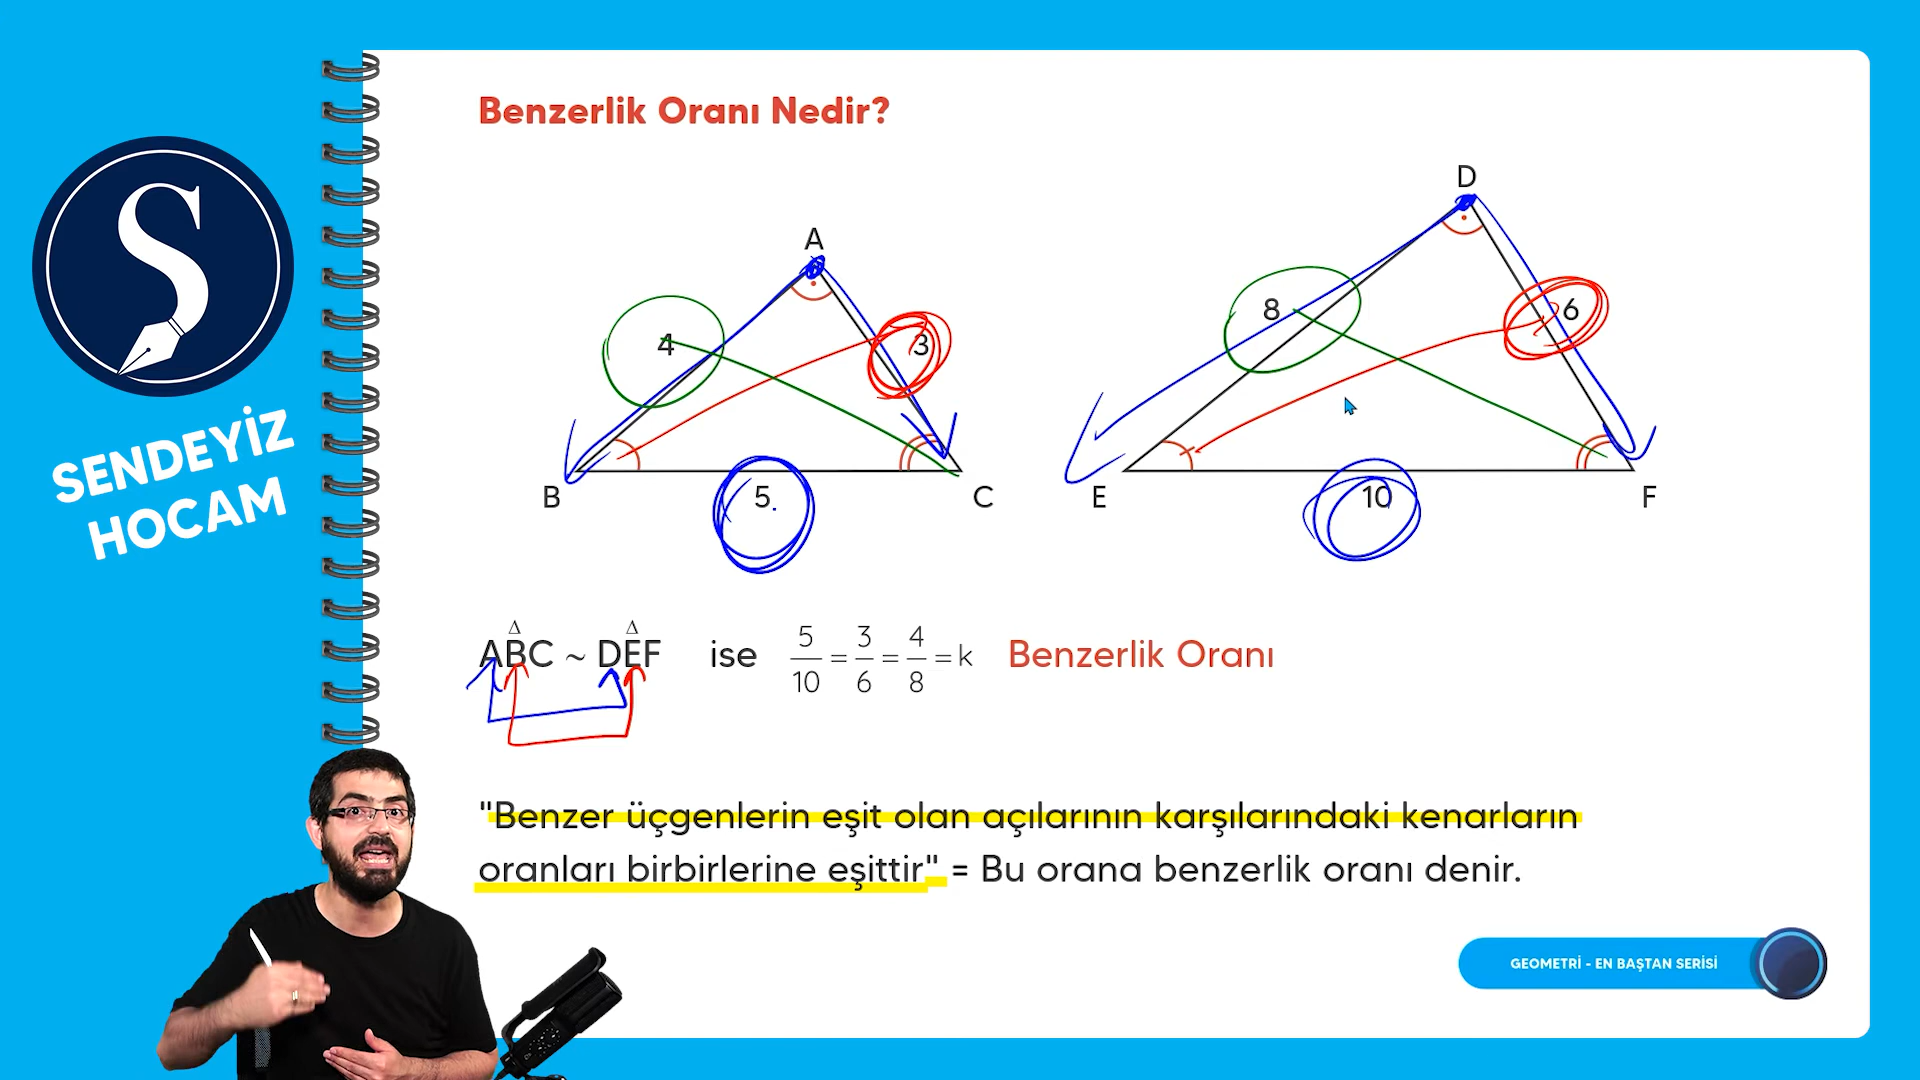 Benzerlik Oranı Nedir?
SENDEYİZ
HOCAM
A
4
3
B
5
C
D
8
6
E
10
F
ABC ~ DEF ise 5/10 = 3/6 = 4/8 = k Benzerlik Oranı
"Benzer üçgenlerin eşit olan açılarının karşılarındaki kenarların
oranları birbirlerine eşittir" = Bu orana benzerlik oranı denir.
GEOMETRİ - EN BAŞTAN SERİSİ